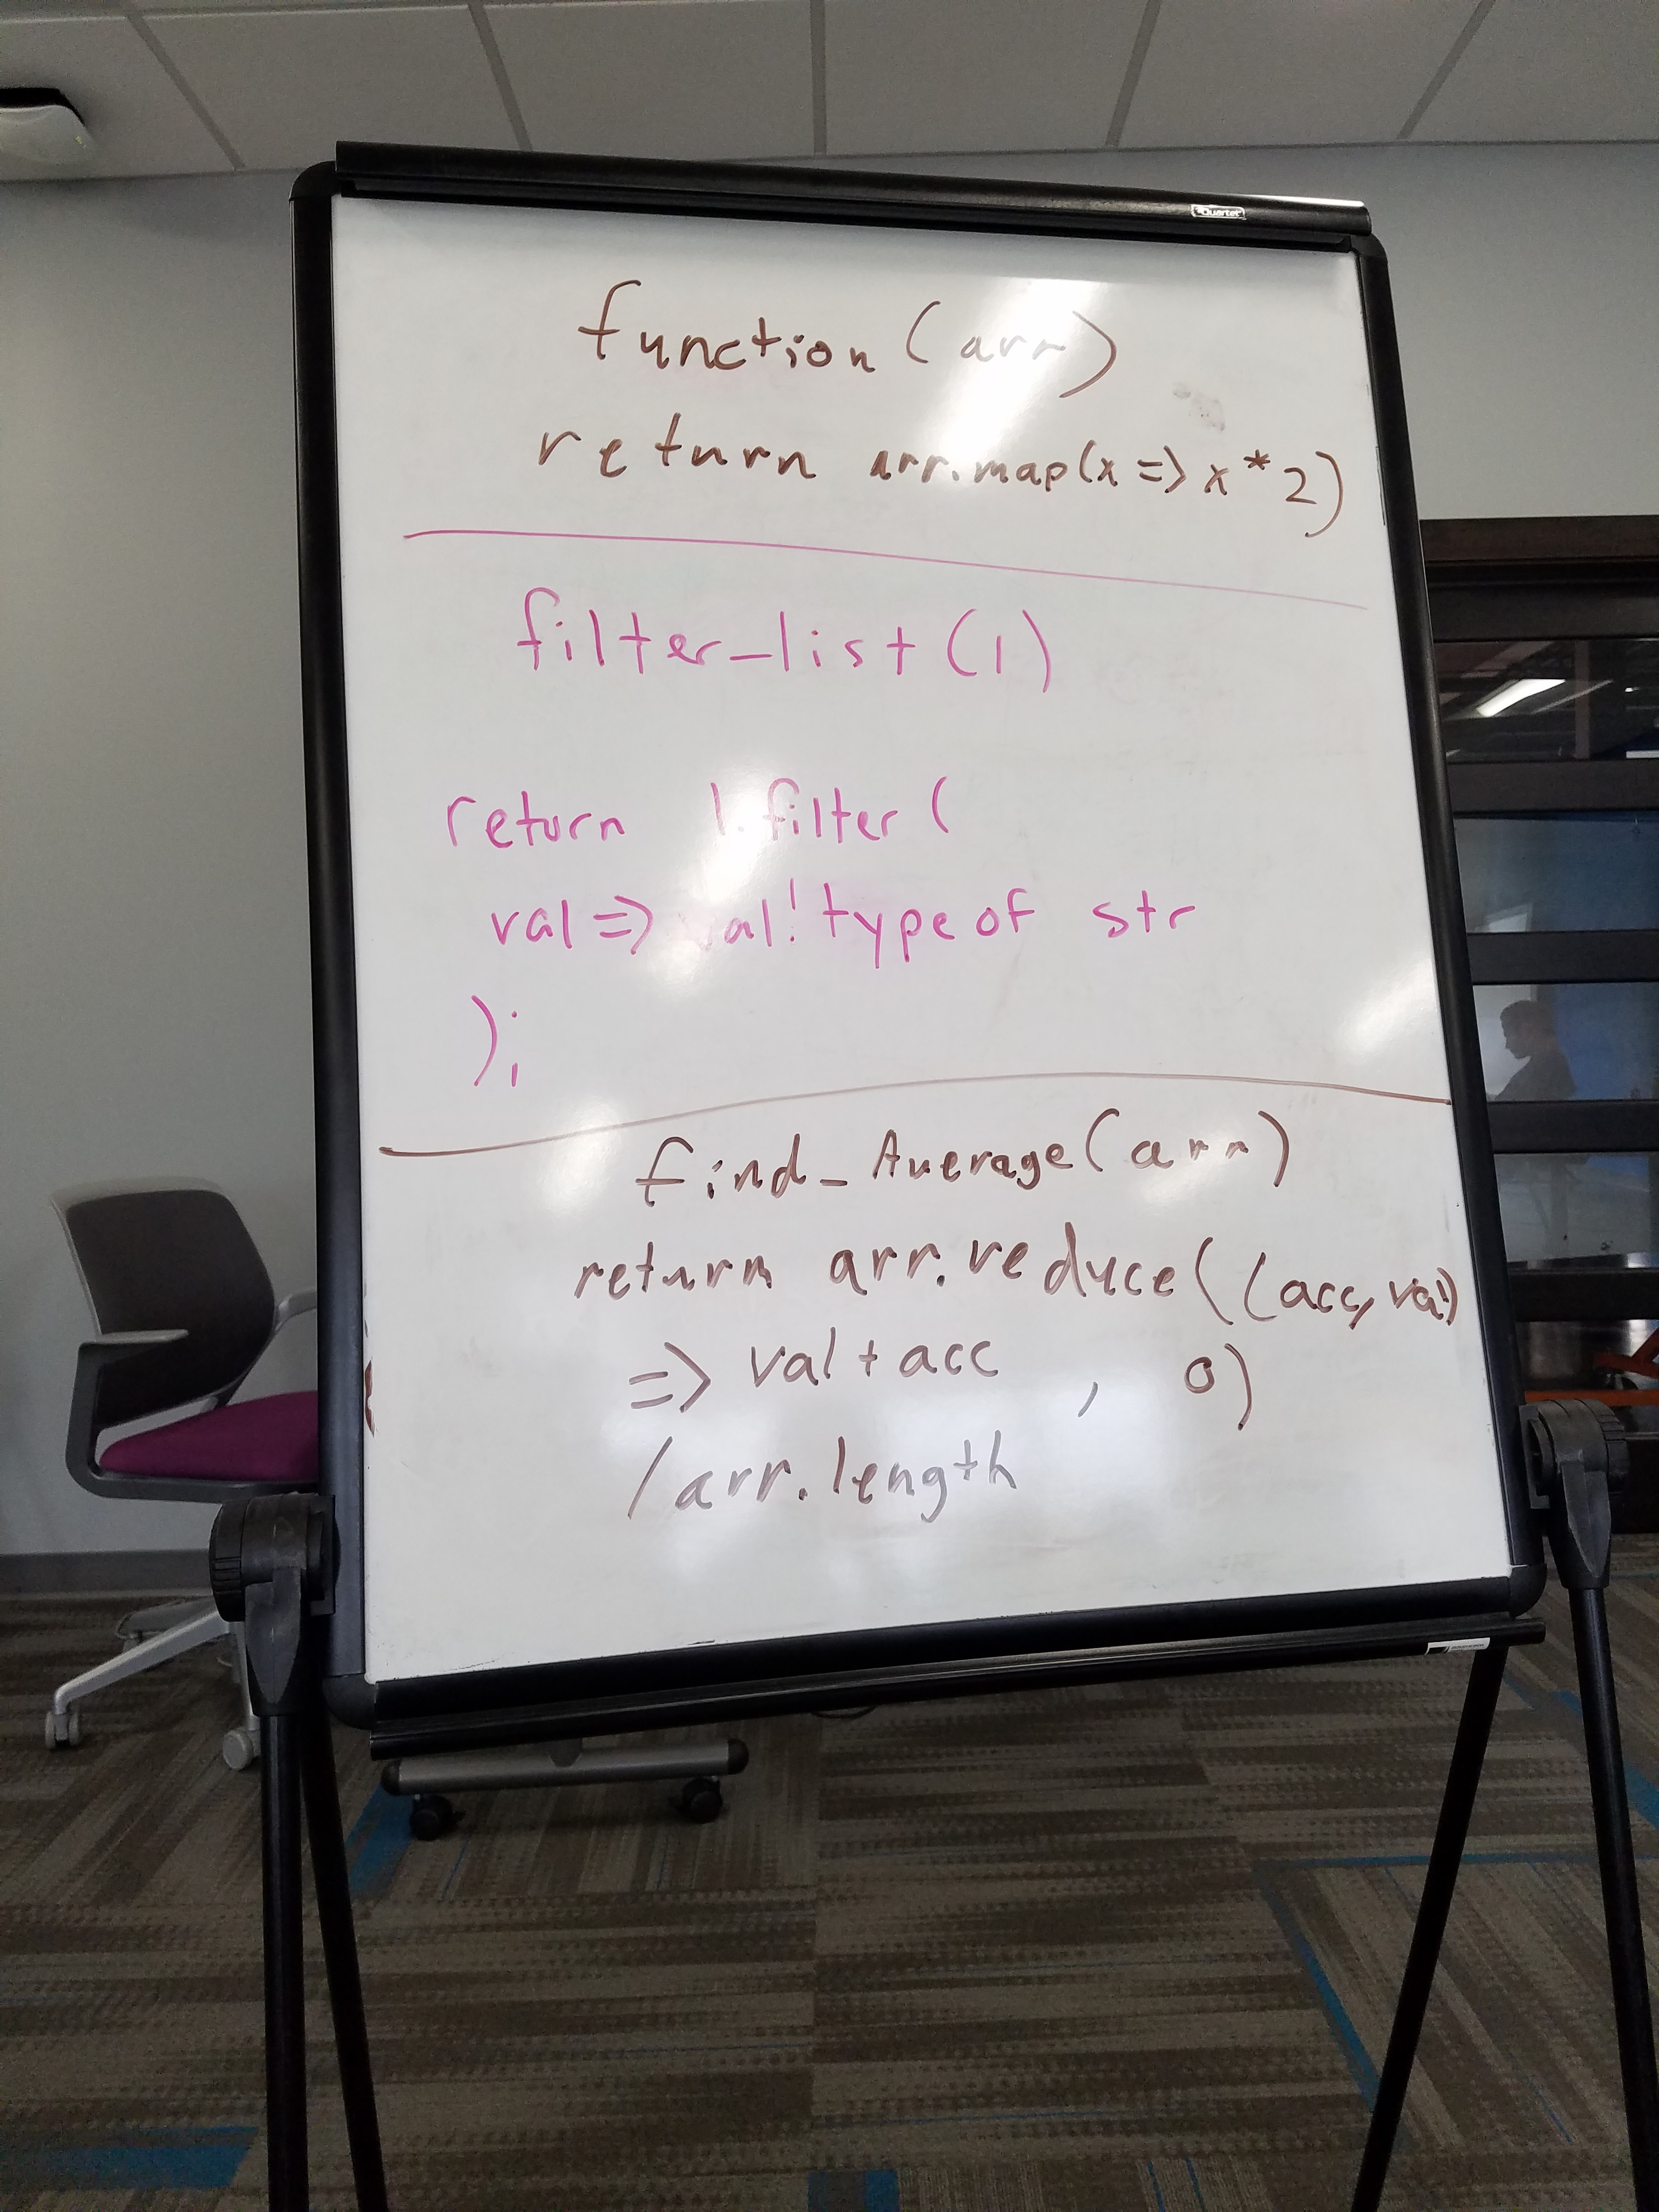 Quartet
function (arr)
return arr.map(x => x * 2)
filter_list (l)
return l.filter (
val => val! typeof str
);
find_Average (arr)
return arr.reduce ( (acc, val)
=> val + acc , 0)
/ arr.length